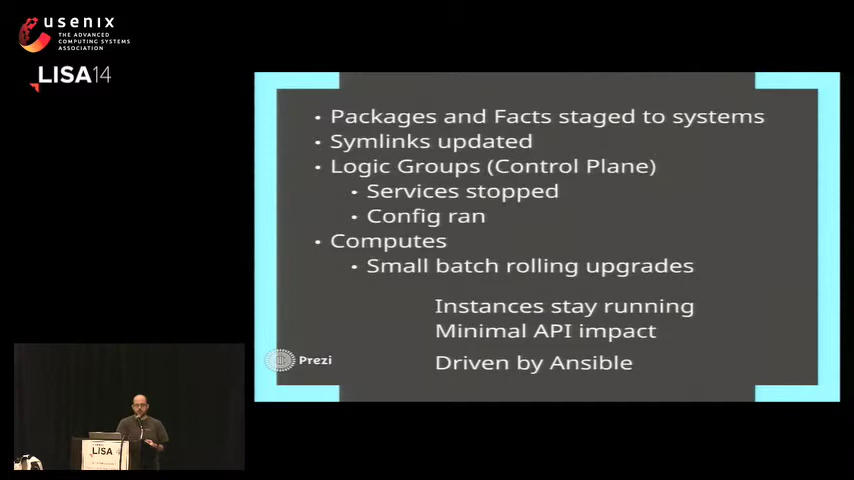 usenix
THE ADVANCED
COMPUTING SYSTEMS
ASSOCIATION
LISA14
• Packages and Facts staged to systems
• Symlinks updated
• Logic Groups (Control Plane)
• Services stopped
• Config ran
• Computes
• Small batch rolling upgrades
Instances stay running
Minimal API impact
Driven by Ansible
Prezi
LISA